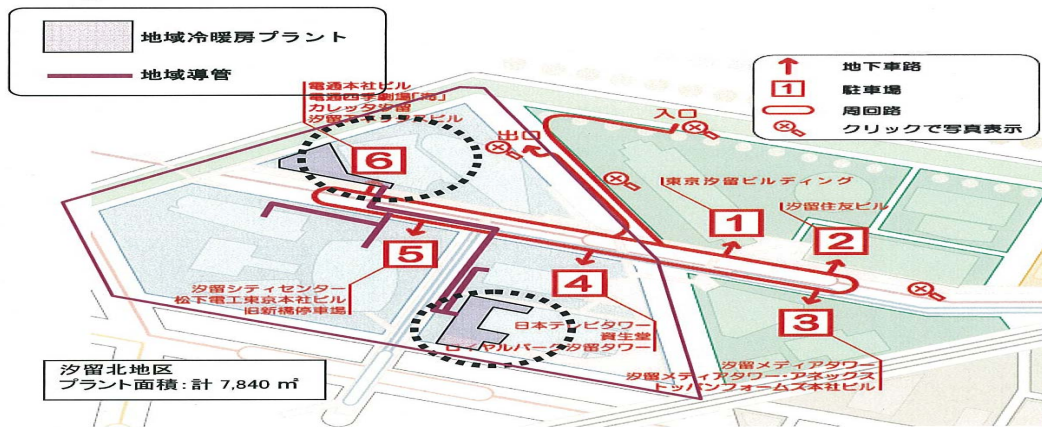 地域冷暖房プラント
地域導管
地下車路
1
駐車場
周回路
クリックで写真表示
電通本社ビル
電通四季劇場「海」
カレッタ汐留
出口
入口
6
東京汐留ビルディング
汐留住友ビル
1
2
5
4
3
汐留シティセンター
松下電工東京本社ビル
旧新橋停車場
日本テレビタワー
資生堂
ロイヤルパーク汐留タワー
汐留メディアタワー
汐留メディアタワー・アネックス
トッパンフォームズ本社ビル
汐留北地区
プラント面積：計 7,840 ㎡